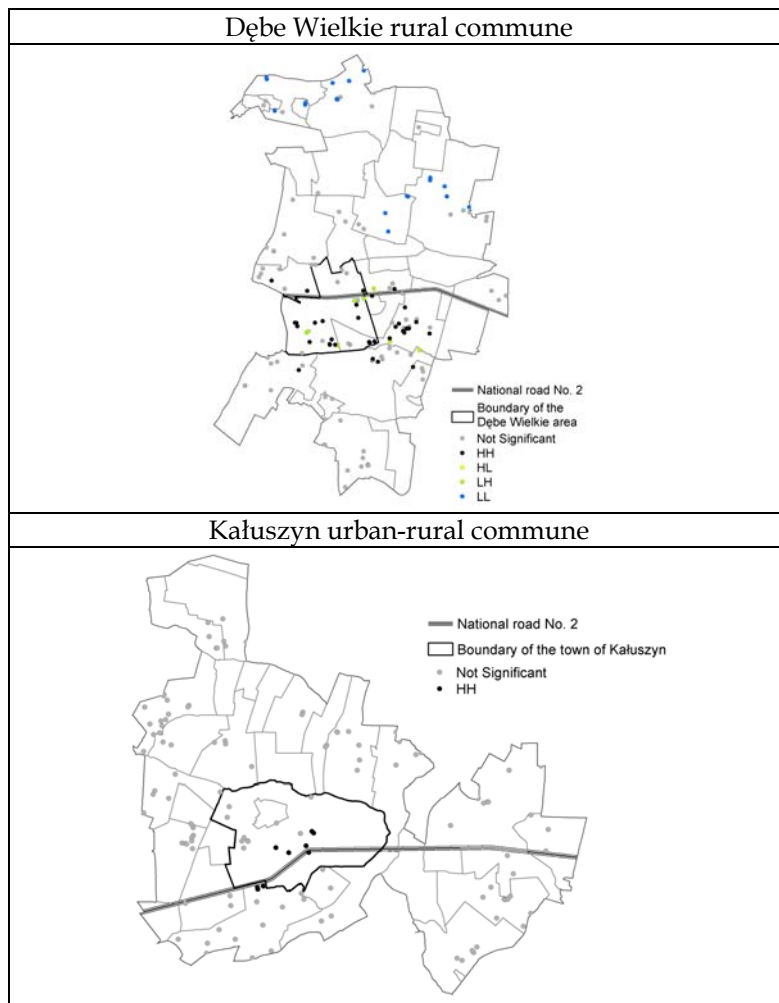 Dębe Wielkie rural commune
National road No. 2
Boundary of the
Dębe Wielkie area
Not Significant
HH
HL
LH
LL
Kałuszyn urban-rural commune
National road No. 2
Boundary of the town of Kałuszyn
Not Significant
HH